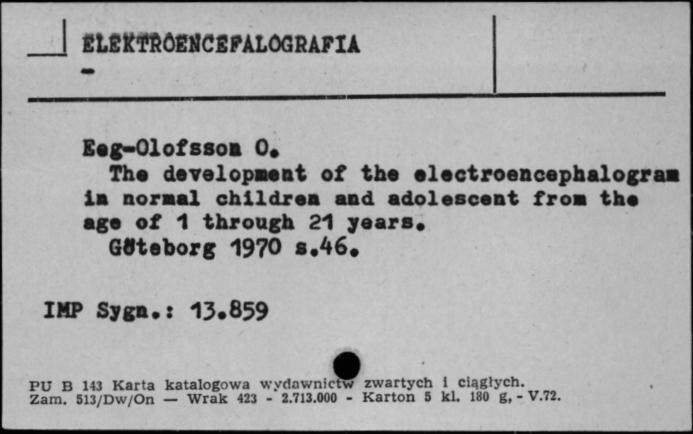 ELEKTROENCEFALOGRAFIA
-
Eeg-Olofsson O.
The development of the electroencephalogram
in normal children and adolescent from the
age of 1 through 21 years.
Göteborg 1970 s.46.
IMP Sygn.: 13.859
PU B 143 Karta katalogowa wydawnictw zwartych i ciągłych.
Zam. 513/Dw/On — Wrak 423 - 2.713.000 - Karton 5 kl. 180 g, - V.72.